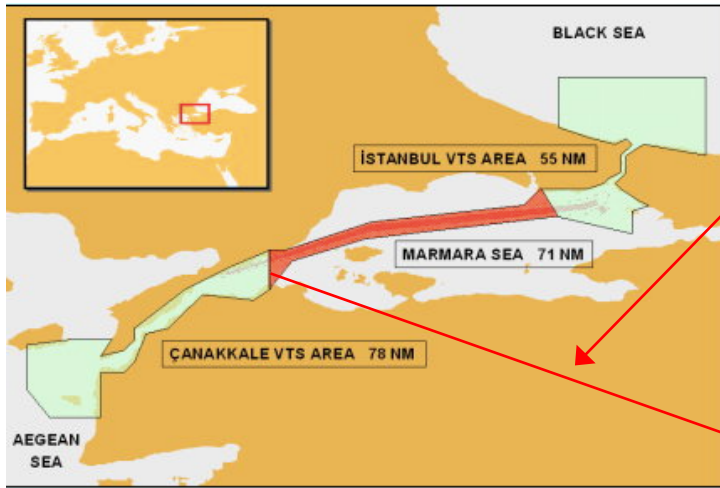 BLACK SEA
İSTANBUL VTS AREA 55 NM
MARMARA SEA 71 NM
ÇANAKKALE VTS AREA 78 NM
AEGEAN
SEA